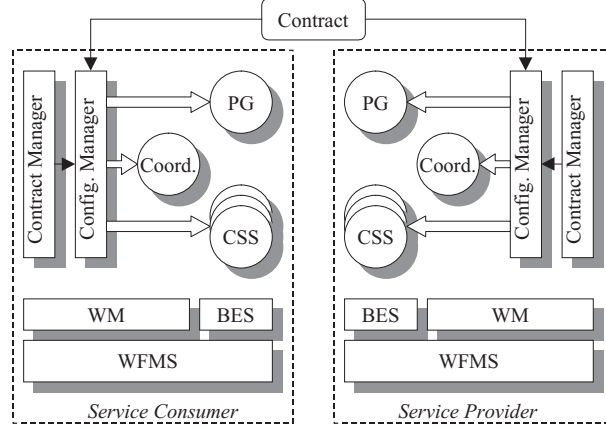 Contract
Contract Manager
Config. Manager
PG
Coord.
CSS
WM
BES
WFMS
Service Consumer
PG
Coord.
CSS
Config. Manager
Contract Manager
BES
WM
WFMS
Service Provider